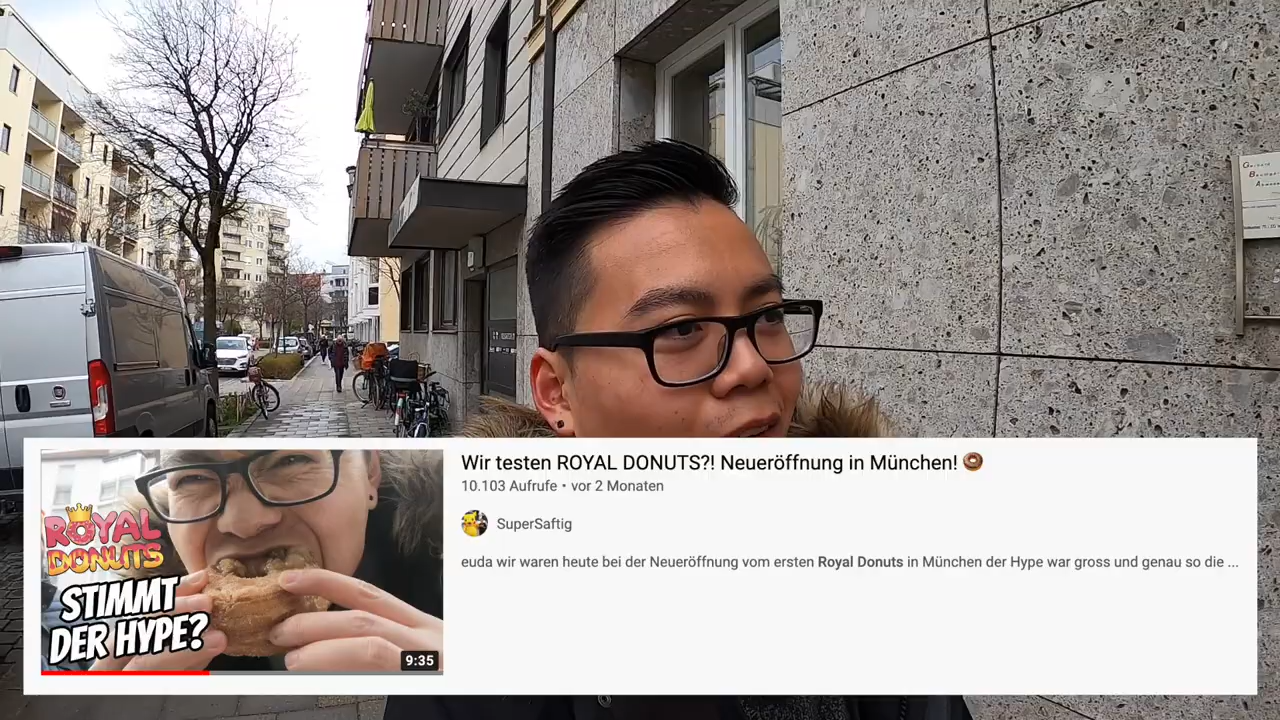 Wir testen ROYAL DONUTS?! Neueröffnung in München! 🍩
10.103 Aufrufe • vor 2 Monaten
SuperSaftig
euda wir waren heute bei der Neueröffnung vom ersten Royal Donuts in München der Hype war gross und genau so die ...
ROYAL
DONUTS
STIMMT
DER HYPE?
9:35